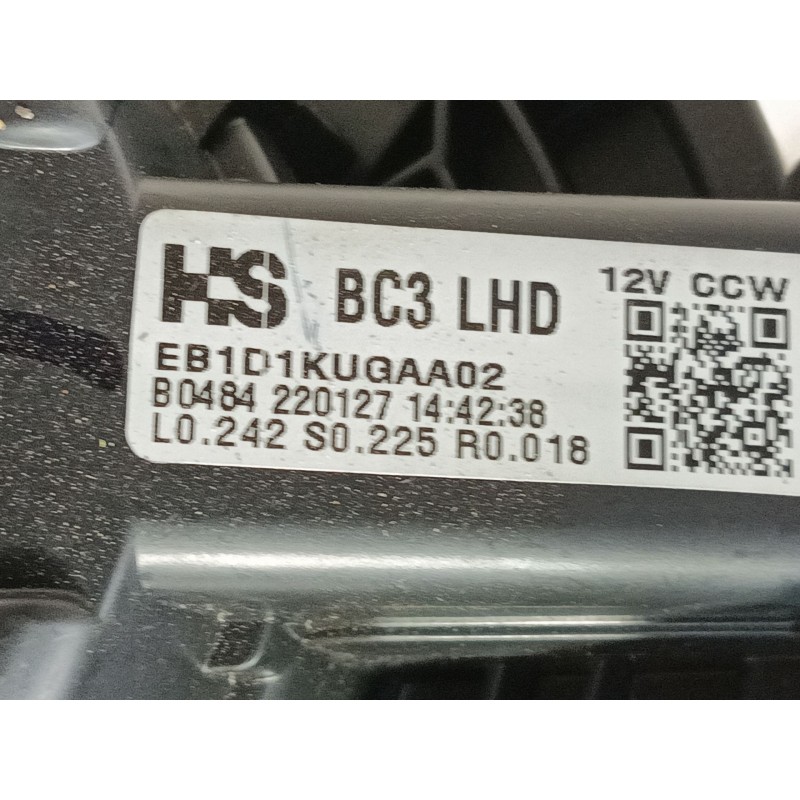 HS BC3 LHD 12V CCW
EB1D1KUGAA02
B0484 220127 14:42:38
L0.242 S0.225 R0.018